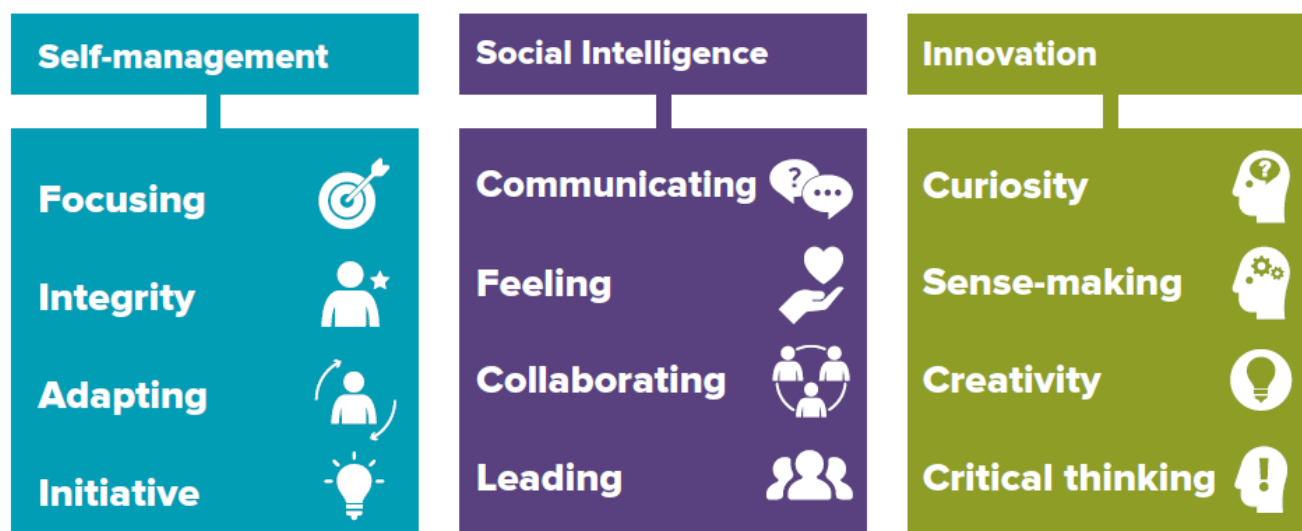 Self-management
Focusing
Integrity
Adapting
Initiative
Social Intelligence
Communicating
Feeling
Collaborating
Leading
Innovation
Curiosity
Sense-making
Creativity
Critical thinking